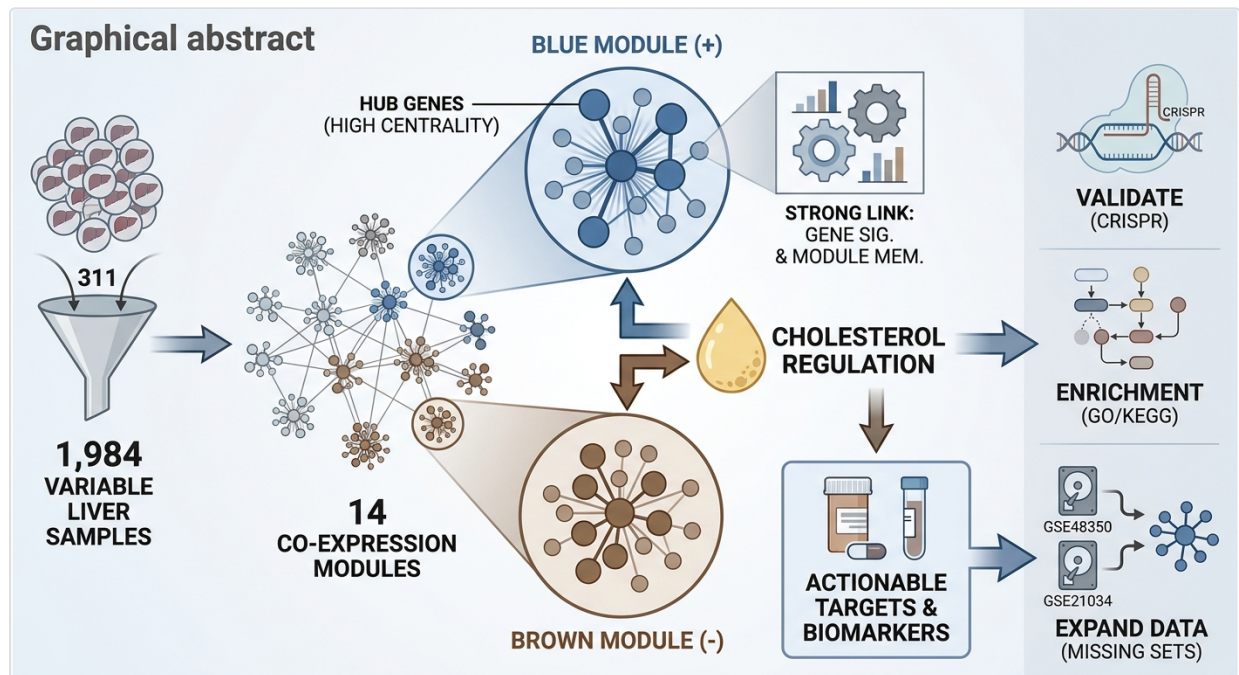 Graphical abstract
311
1,984
VARIABLE
LIVER
SAMPLES
14
CO-EXPRESSION
MODULES
BLUE MODULE (+)
HUB GENES
(HIGH CENTRALITY)
STRONG LINK:
GENE SIG.
& MODULE MEM.
CHOLESTEROL
REGULATION
BROWN MODULE (-)
ACTIONABLE
TARGETS &
BIOMARKERS
CRISPR
VALIDATE
(CRISPR)
ENRICHMENT
(GO/KEGG)
GSE48350
GSE21034
EXPAND DATA
(MISSING SETS)